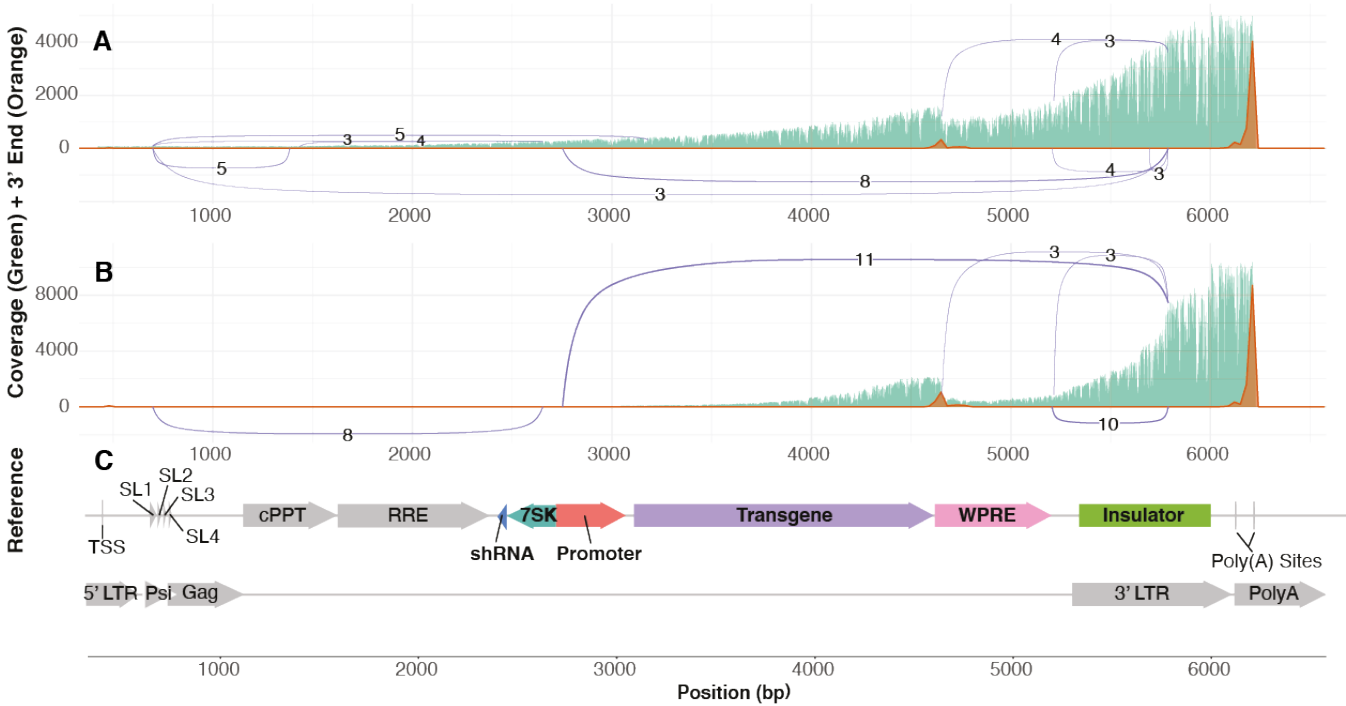 Coverage (Green) + 3' End (Orange)
A
4000
2000
0
4
3
5
3
4
5
8
4
3
3
1000 2000 3000 4000 5000 6000
B
8000
4000
0
11
3
3
8
10
1000 2000 3000 4000 5000 6000
Reference
C
SL1
SL2
SL3
SL4
TSS
cPPT
RRE
shRNA
7SK
Promoter
Transgene
WPRE
Insulator
Poly(A) Sites
5' LTR
Psi
Gag
3' LTR
PolyA
1000 2000 3000 4000 5000 6000
Position (bp)